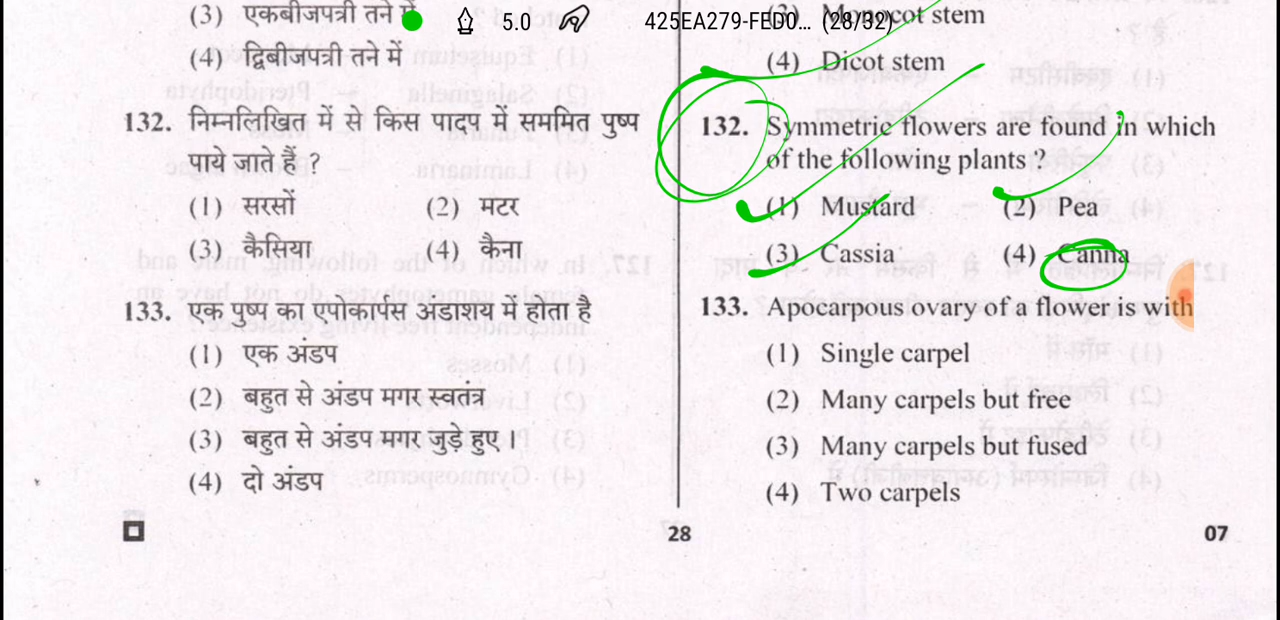 5.0
425EA279-FED0... (28/32)
(3) एकबीजपत्री तने में
(4) द्विबीजपत्री तने में
132. निम्नलिखित में से किस पादप में सममित पुष्प
पाये जाते हैं ?
(1) सरसों (2) मटर
(3) कैसिया (4) कैना
133. एक पुष्प का एपोकार्पस अंडाशय में होता है
(1) एक अंडप
(2) बहुत से अंडप मगर स्वतंत्र
(3) बहुत से अंडप मगर जुड़े हुए ।
(4) दो अंडप
(3) Monocot stem
(4) Dicot stem
132. Symmetric flowers are found in which
of the following plants ?
(1) Mustard (2) Pea
(3) Cassia (4) Canna
133. Apocarpous ovary of a flower is with
(1) Single carpel
(2) Many carpels but free
(3) Many carpels but fused
(4) Two carpels
28
07